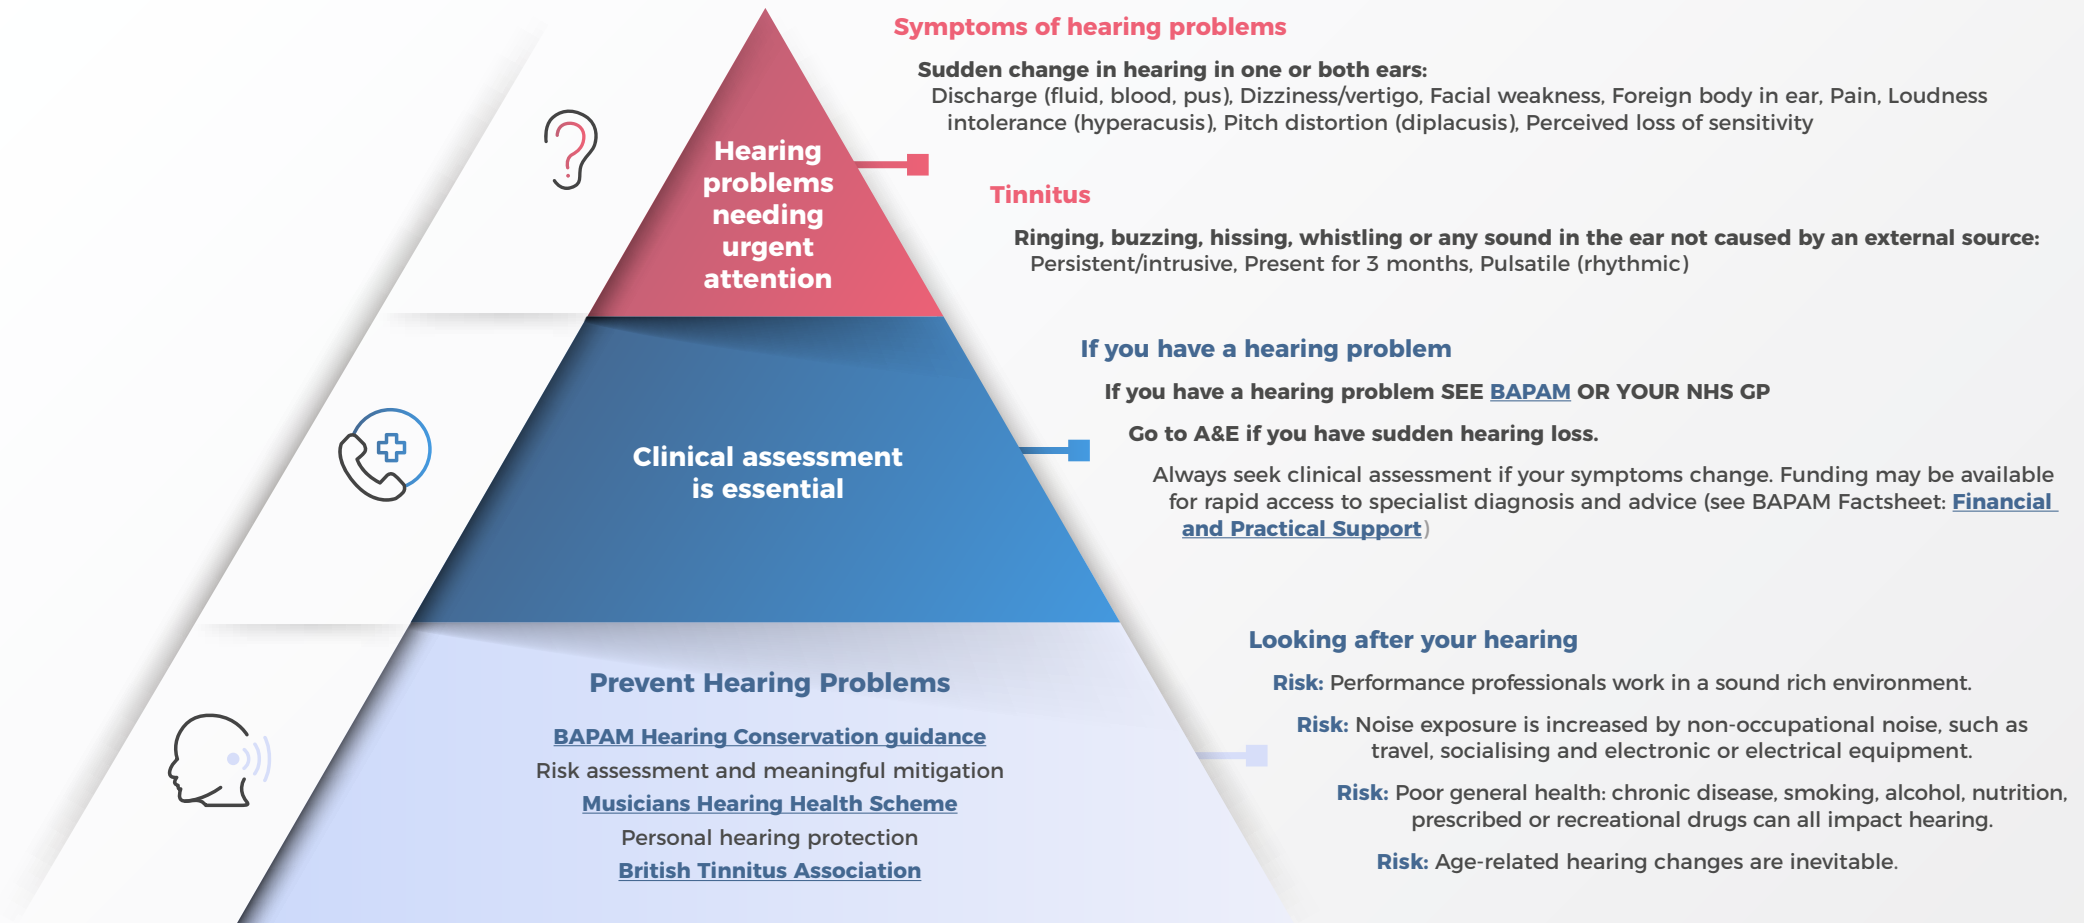 Symptoms of hearing problems
Sudden change in hearing in one or both ears:
Discharge (fluid, blood, pus), Dizziness/vertigo, Facial weakness, Foreign body in ear, Pain, Loudness
intolerance (hyperacusis), Pitch distortion (diplacusis), Perceived loss of sensitivity
Hearing
problems
needing
urgent
attention
Tinnitus
Ringing, buzzing, hissing, whistling or any sound in the ear not caused by an external source:
Persistent/intrusive, Present for 3 months, Pulsatile (rhythmic)
If you have a hearing problem
If you have a hearing problem SEE BAPAM OR YOUR NHS GP
Go to A&E if you have sudden hearing loss.
Always seek clinical assessment if your symptoms change. Funding may be available
for rapid access to specialist diagnosis and advice (see BAPAM Factsheet: Financial
and Practical Support)
Clinical assessment
is essential
Looking after your hearing
Risk: Performance professionals work in a sound rich environment.
Risk: Noise exposure is increased by non-occupational noise, such as
travel, socialising and electronic or electrical equipment.
Risk: Poor general health: chronic disease, smoking, alcohol, nutrition,
prescribed or recreational drugs can all impact hearing.
Risk: Age-related hearing changes are inevitable.
Prevent Hearing Problems
BAPAM Hearing Conservation guidance
Risk assessment and meaningful mitigation
Musicians Hearing Health Scheme
Personal hearing protection
British Tinnitus Association